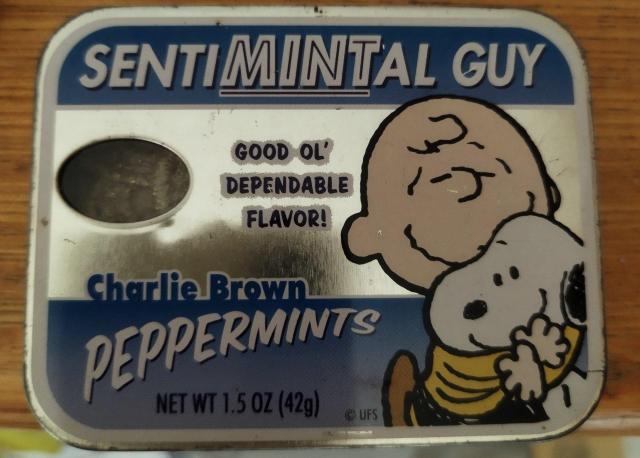 SENTIMINTAL GUY
GOOD OL'
DEPENDABLE
FLAVOR!
Charlie Brown
PEPPERMINTS
NET WT 1.5 OZ (42g)
© UFS